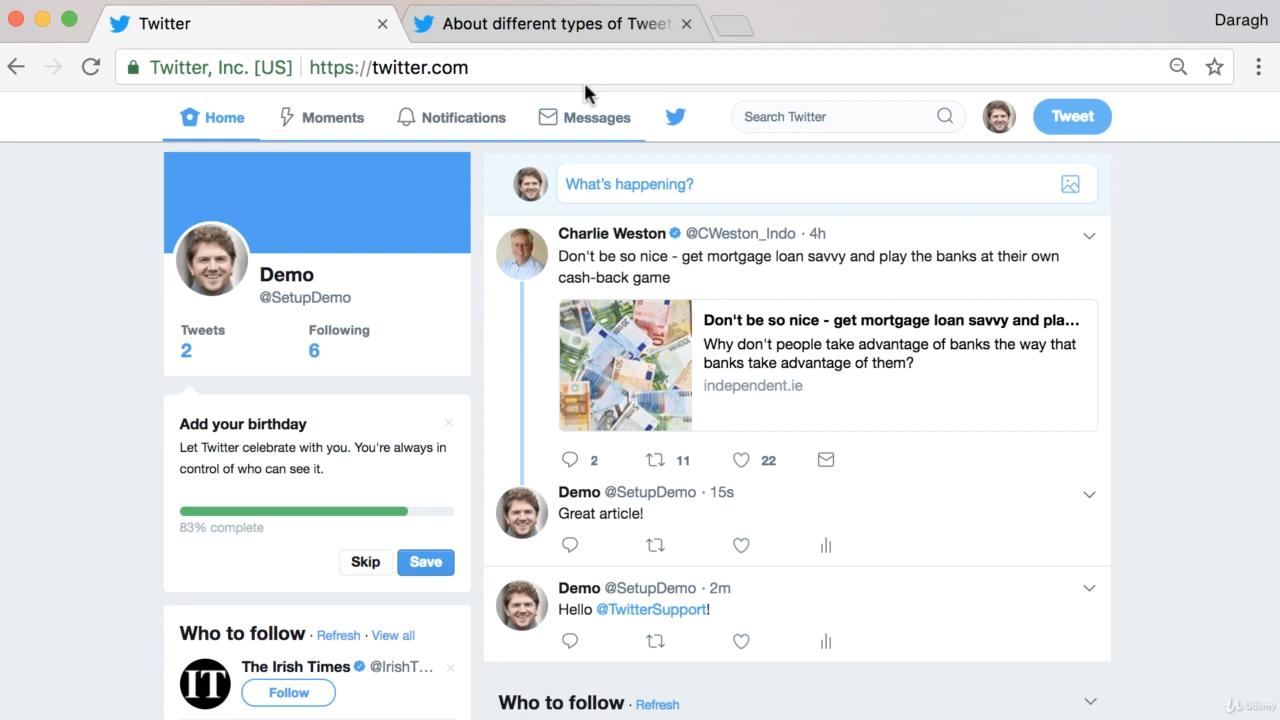 Twitter
About different types of Tweet
Daragh
Twitter, Inc. [US] https://twitter.com
Home
Moments
Notifications
Messages
Search Twitter
Tweet
Demo
@SetupDemo
Tweets
Following
2
6
Add your birthday
Let Twitter celebrate with you. You're always in
control of who can see it.
83% complete
Skip
Save
Who to follow · Refresh · View all
IT
The Irish Times @IrishT...
Follow
What's happening?
Charlie Weston @CWeston_Indo · 4h
Don't be so nice - get mortgage loan savvy and play the banks at their own
cash-back game
Don't be so nice - get mortgage loan savvy and pla...
Why don't people take advantage of banks the way that
banks take advantage of them?
independent.ie
2
11
22
Demo @SetupDemo · 15s
Great article!
Demo @SetupDemo · 2m
Hello @TwitterSupport!
Who to follow · Refresh
Udemy